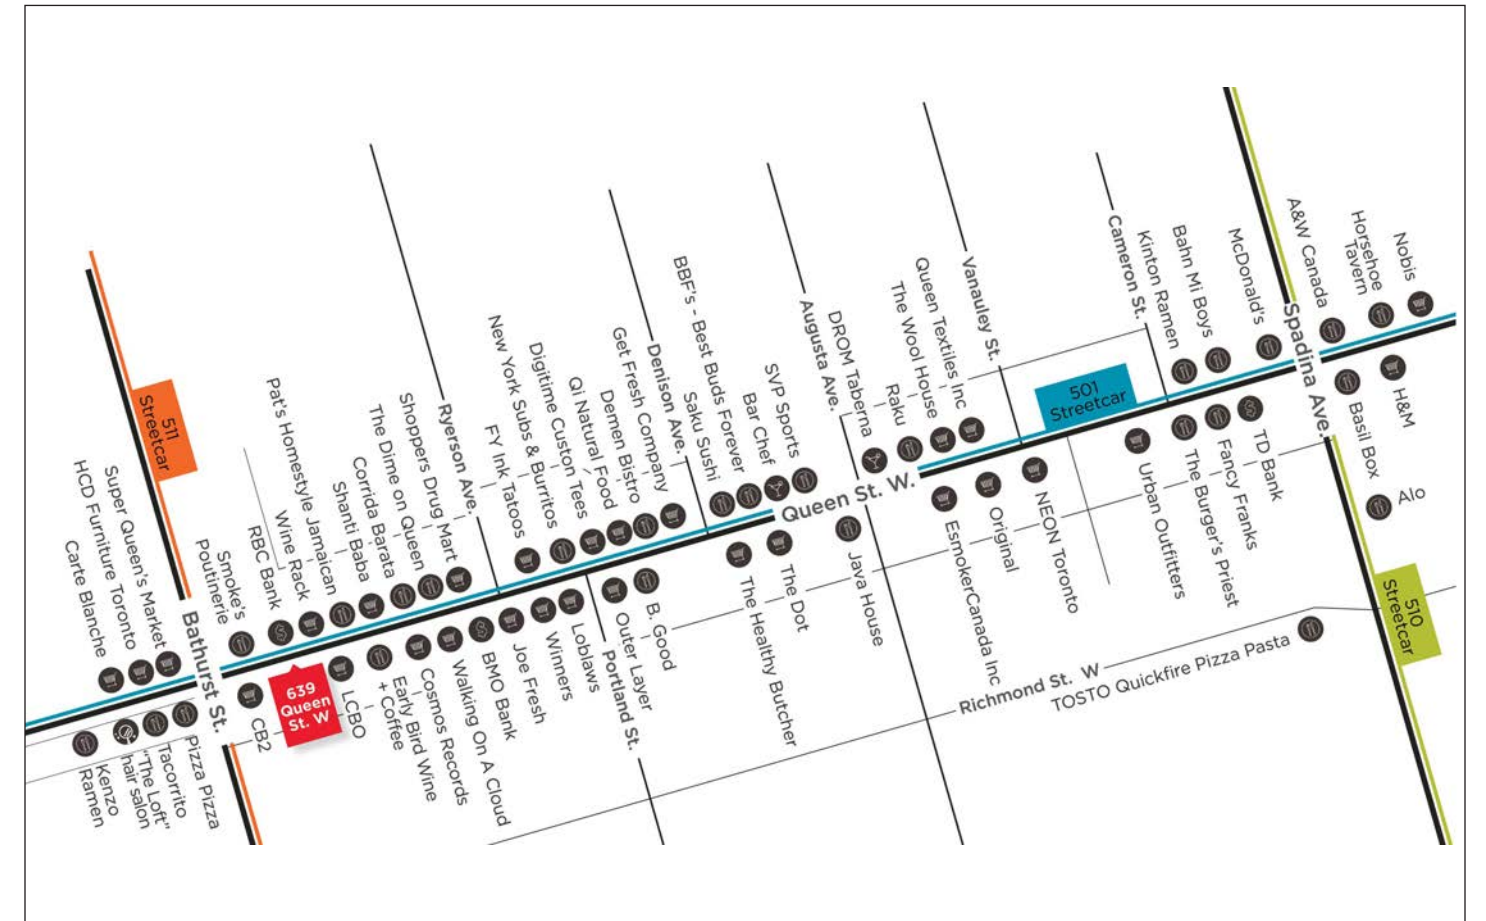 511
Streetcar
HCD Furniture Toronto
Super Queen's Market
Carte Blanche
Bathurst St.
Smoke's
Poutinerie
RBC Bank
Wine Rack
Pat's Homestyle Jamaican
Shanti Baba
Corrida Barata
The Dime on Queen
Shoppers Drug Mart
Ryerson Ave.
FY Ink Tatoos
New York Subs & Burritos
Digitime Custon Tees
Qi Natural Food
Demen Bistro
Get Fresh Company
Denison Ave.
Saku Sushi
BBF's - Best Buds Forever
Bar Chef
SVP Sports
Augusta Ave.
DROM Taberna
Raku
The Wool House
Queen Textiles Inc
Vanauley St.
501
Streetcar
Cameron St.
Kinton Ramen
Bahn Mi Boys
McDonald's
Spadina Ave.
A&W Canada
Horsehoe
Tavern
Nobis
Queen St. W.
Kenzo
Ramen
"The Loft"
hair salon
Tacorrito
Pizza Pizza
CB2
639
Queen
St. W
LCBO
Early Bird Wine
+ Coffee
Cosmos Records
Walking On A Cloud
BMO Bank
Joe Fresh
Winners
Loblaws
Portland St.
Outer Layer
B. Good
The Healthy Butcher
The Dot
Java House
EsmokerCanada Inc
Original
NEON Toronto
Urban Outfitters
The Burger's Priest
Fancy Franks
TD Bank
Basil Box
H&M
Alo
510
Streetcar
Richmond St. W
TOSTO Quickfire Pizza Pasta